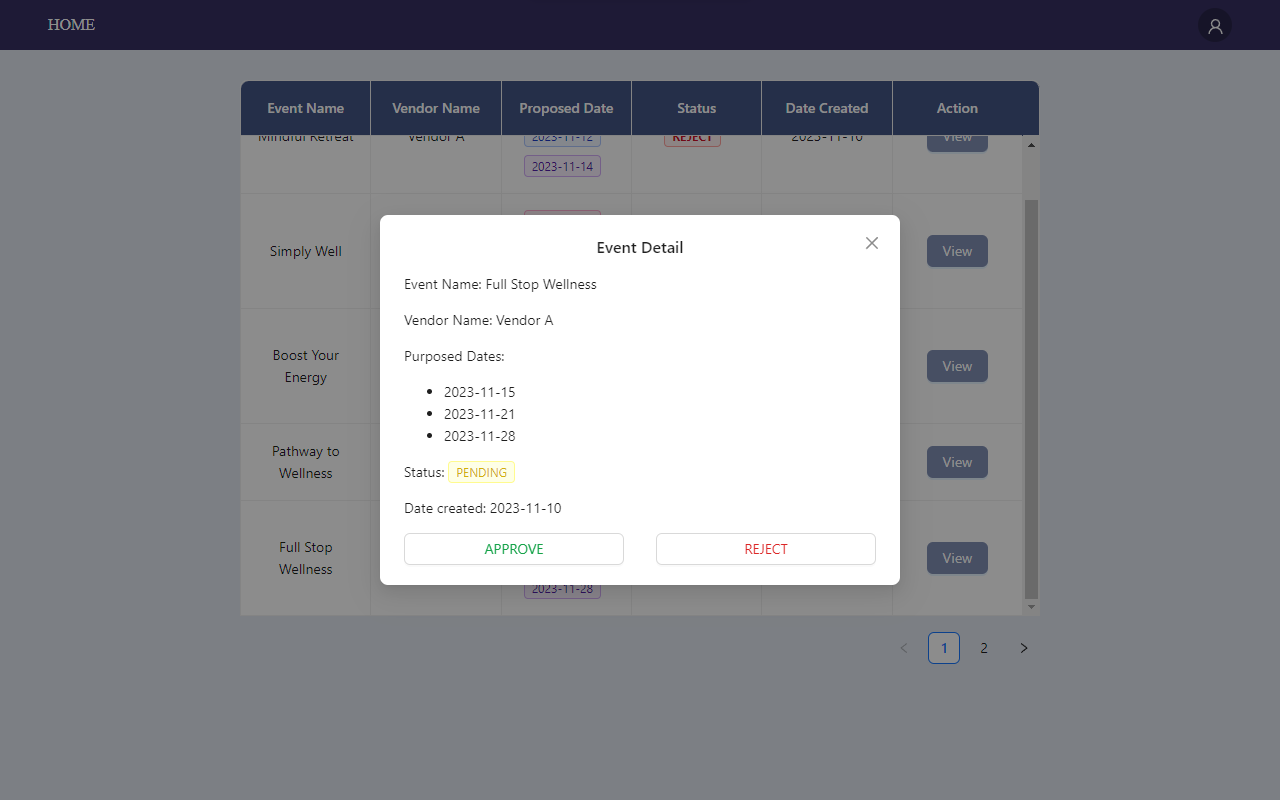 HOME
Event Name Vendor Name Proposed Date Status Date Created Action
Mindful Retreat Vendor A 2023-11-12 REJECT 2023-11-10 View
2023-11-14
Simply Well View
Boost Your
Energy
View
Pathway to
Wellness
View
Full Stop
Wellness
View
2023-11-28
Event Detail
Event Name: Full Stop Wellness
Vendor Name: Vendor A
Purposed Dates:
2023-11-15
2023-11-21
2023-11-28
Status: PENDING
Date created: 2023-11-10
APPROVE REJECT
1 2